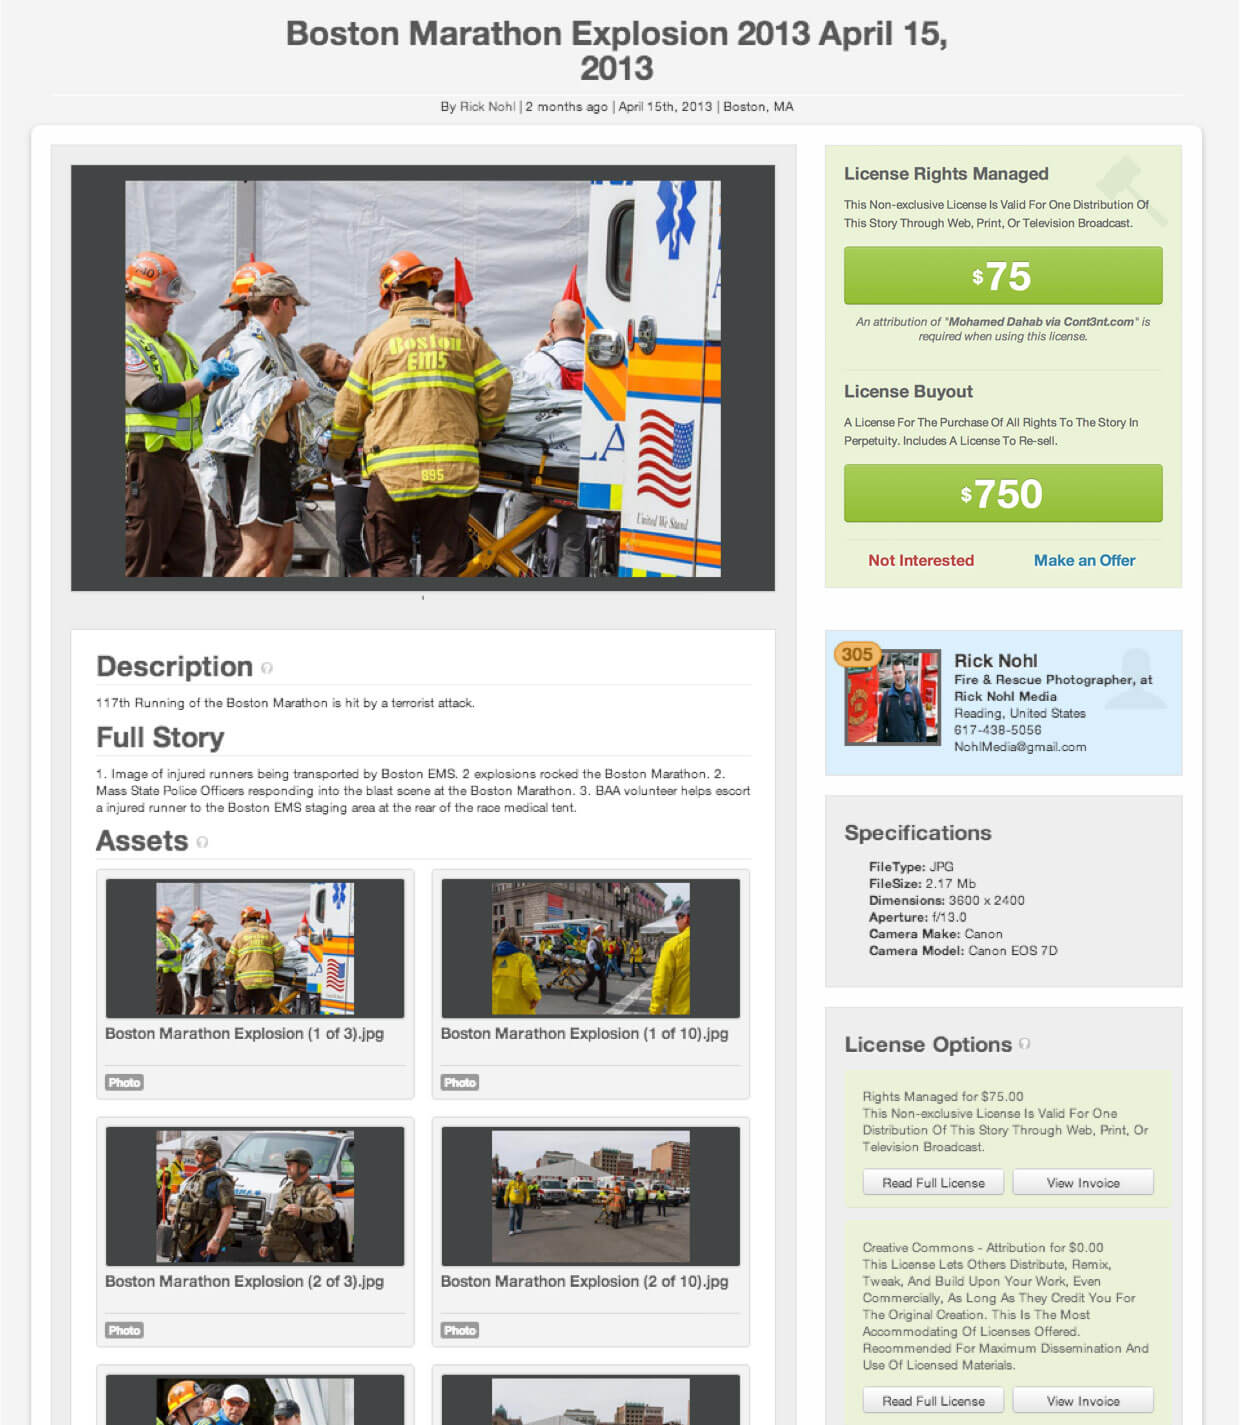 Boston Marathon Explosion 2013 April 15,
2013
By Rick Nohl | 2 months ago | April 15th, 2013 | Boston, MA
Boston
EMS
895
United We Stand
License Rights Managed
This Non-exclusive License Is Valid For One Distribution Of
This Story Through Web, Print, Or Television Broadcast.
$75
An attribution of "Mohamed Dahab via Cont3nt.com" is
required when using this license.
License Buyout
A License For The Purchase Of All Rights To The Story In
Perpetuity. Includes A License To Re-sell.
$750
Not Interested
Make an Offer
Description
117th Running of the Boston Marathon is hit by a terrorist attack.
Full Story
1. Image of injured runners being transported by Boston EMS. 2 explosions rocked the Boston Marathon. 2.
Mass State Police Officers responding into the blast scene at the Boston Marathon. 3. BAA volunteer helps escort
a injured runner to the Boston EMS staging area at the rear of the race medical tent.
Assets
Boston Marathon Explosion (1 of 3).jpg
Photo
Boston Marathon Explosion (1 of 10).jpg
Photo
Boston Marathon Explosion (2 of 3).jpg
Photo
Boston Marathon Explosion (2 of 10).jpg
Photo
305
Rick Nohl
Fire & Rescue Photographer, at
Rick Nohl Media
Reading, United States
617-438-5056
NohlMedia@gmail.com
Specifications
FileType: JPG
FileSize: 2.17 Mb
Dimensions: 3600 x 2400
Aperture: f/13.0
Camera Make: Canon
Camera Model: Canon EOS 7D
License Options
Rights Managed for $75.00
This Non-exclusive License Is Valid For One
Distribution Of This Story Through Web, Print, Or
Television Broadcast.
Read Full License
View Invoice
Creative Commons - Attribution for $0.00
This License Lets Others Distribute, Remix,
Tweak, And Build Upon Your Work, Even
Commercially, As Long As They Credit You For
The Original Creation. This Is The Most
Accommodating Of Licenses Offered.
Recommended For Maximum Dissemination And
Use Of Licensed Materials.
Read Full License
View Invoice